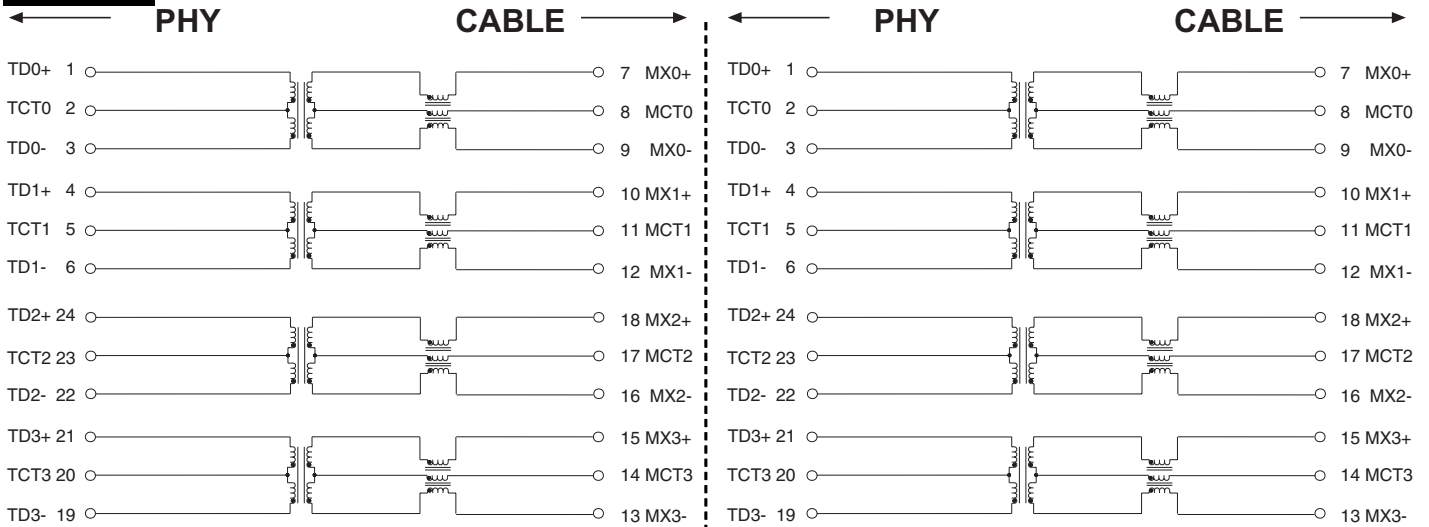 PHY CABLE
TD0+ 1 7 MX0+
TCT0 2 8 MCT0
TD0- 3 9 MX0-
TD1+ 4 10 MX1+
TCT1 5 11 MCT1
TD1- 6 12 MX1-
TD2+ 24 18 MX2+
TCT2 23 17 MCT2
TD2- 22 16 MX2-
TD3+ 21 15 MX3+
TCT3 20 14 MCT3
TD3- 19 13 MX3-
PHY CABLE
TD0+ 1 7 MX0+
TCT0 2 8 MCT0
TD0- 3 9 MX0-
TD1+ 4 10 MX1+
TCT1 5 11 MCT1
TD1- 6 12 MX1-
TD2+ 24 18 MX2+
TCT2 23 17 MCT2
TD2- 22 16 MX2-
TD3+ 21 15 MX3+
TCT3 20 14 MCT3
TD3- 19 13 MX3-